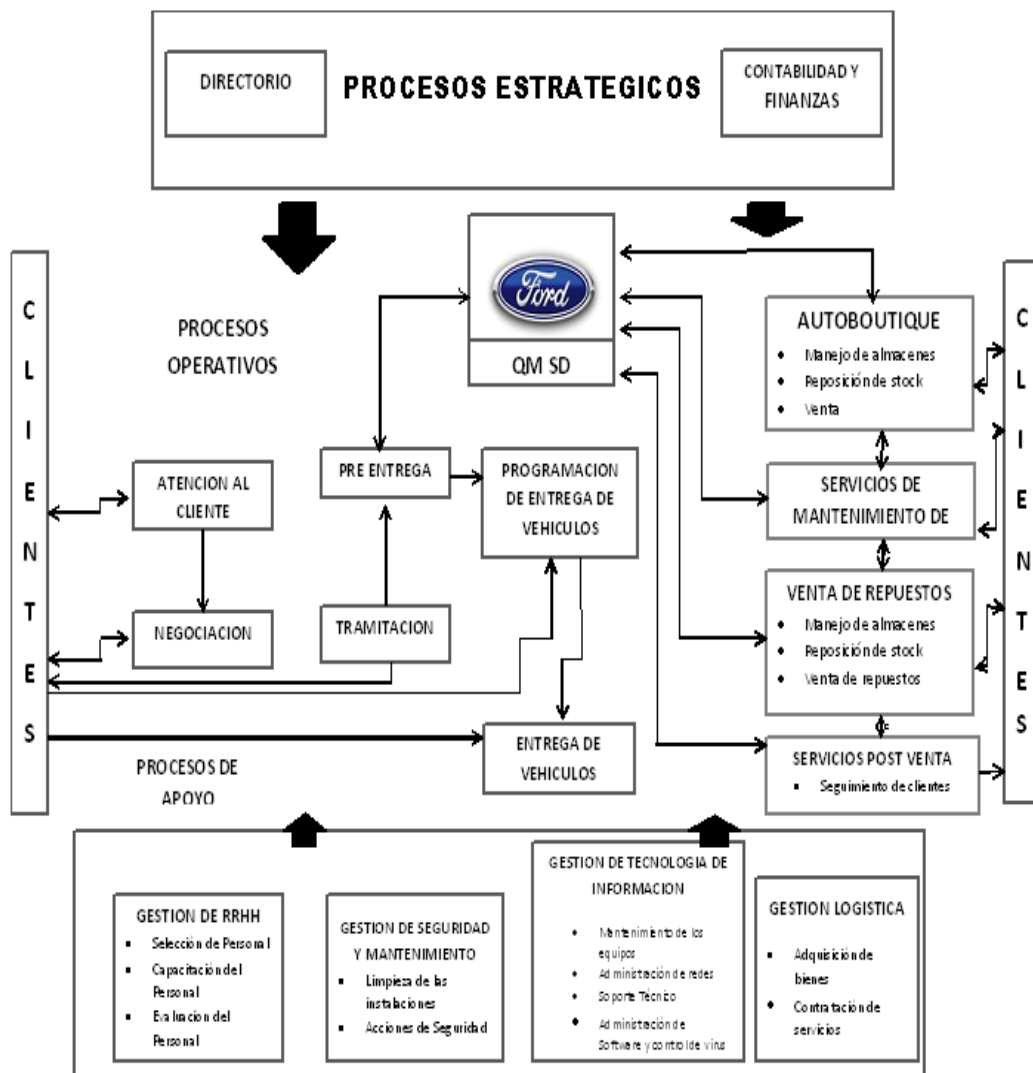 DIRECTORIO
PROCESOS ESTRATEGICOS
CONTABILIDAD Y
FINANZAS
CLIENTES
PROCESOS
OPERATIVOS
Ford
QM SD
ATENCION AL
CLIENTE
NEGOCIACION
PRE ENTREGA
TRAMITACION
PROGRAMACION
DE ENTREGA DE
VEHICULOS
ENTREGA DE
VEHICULOS
AUTOBOUTIQUE
• Manejo de almacenes
• Reposición de stock
• Venta
SERVICIOS DE
MANTENIMIENTO DE
VENTA DE REPUESTOS
• Manejo de almacenes
• Reposición de stock
• Venta de repuestos
SERVICIOS POST VENTA
▪ Seguimiento de clientes
CLIENTES
PROCESOS DE
APOYO
GESTION DE RRHH
▪ Selección de Personal
▪ Capacitación del
Personal
▪ Evaluacion del
Personal
GESTION DE SEGURIDAD
Y MANTENIMIENTO
▪ Limpieza de las
instalaciones
▪ Acciones de Seguridad
GESTION DE TECNOLOGIA DE
INFORMACION
• Mantenimiento de los
equipos
• Administración de redes
• Soporte Técnico
• Administración de
Software y control de virus
GESTION LOGISTICA
▪ Adquisición de
bienes
• Contratación de
servicios